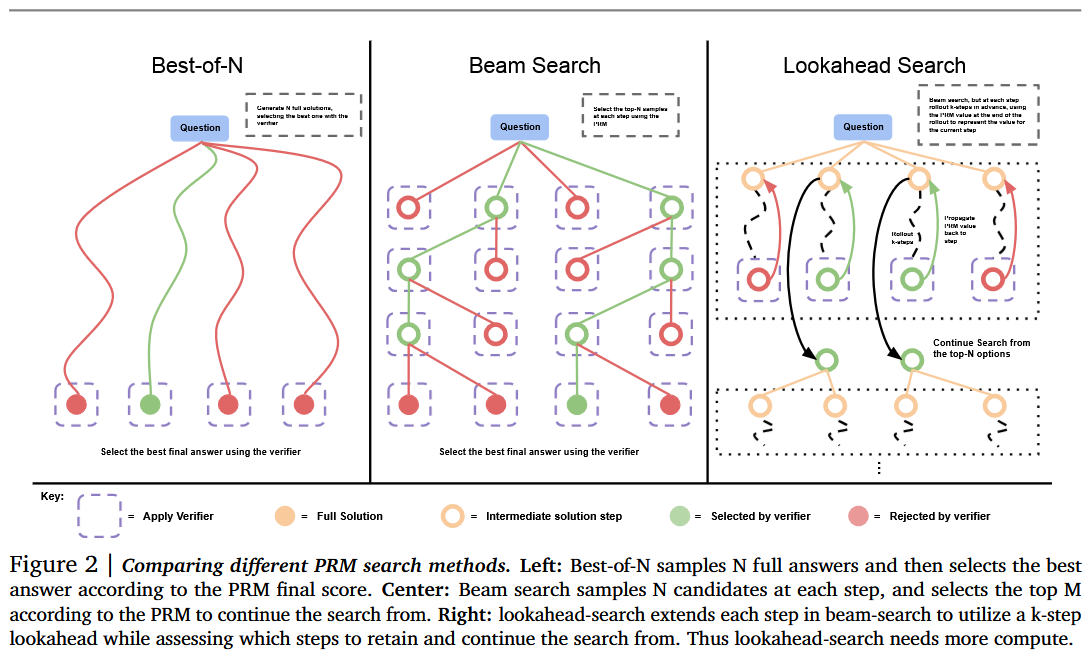 Best-of-N
Generate N full solutions,
selecting the best one with the
verifier
Question
Select the best final answer using the verifier
Beam Search
Select the top-N samples
at each step using the
PRM
Question
Select the best final answer using the verifier
Lookahead Search
Beam search, but at each step
rollout k-steps in advance, using
the PRM value at the end of the
rollout to represent the value for
the current step
Question
Rollout
k-steps
Propagate
PRM value
back to
step
Continue Search from
the top-N options
Key:
= Apply Verifier
= Full Solution
= Intermediate solution step
= Selected by verifier
= Rejected by verifier
Figure 2 | Comparing different PRM search methods. Left: Best-of-N samples N full answers and then selects the best
answer according to the PRM final score. Center: Beam search samples N candidates at each step, and selects the top M
according to the PRM to continue the search from. Right: lookahead-search extends each step in beam-search to utilize a k-step
lookahead while assessing which steps to retain and continue the search from. Thus lookahead-search needs more compute.